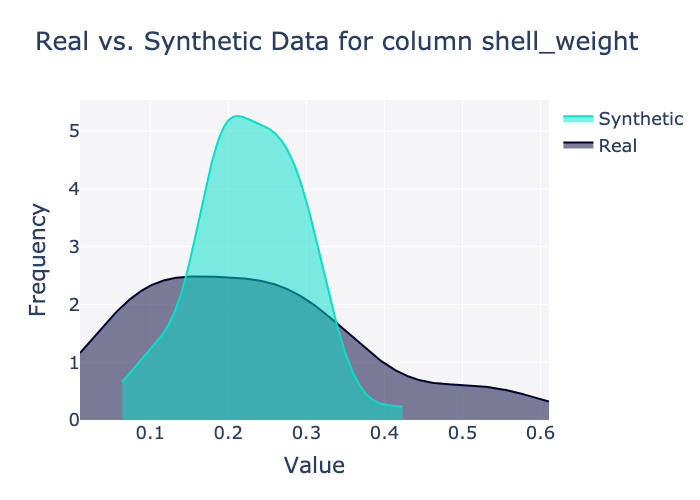 Real vs. Synthetic Data for column shell_weight
Synthetic
Real
Frequency
5
4
3
2
1
0
0.1 0.2 0.3 0.4 0.5 0.6
Value